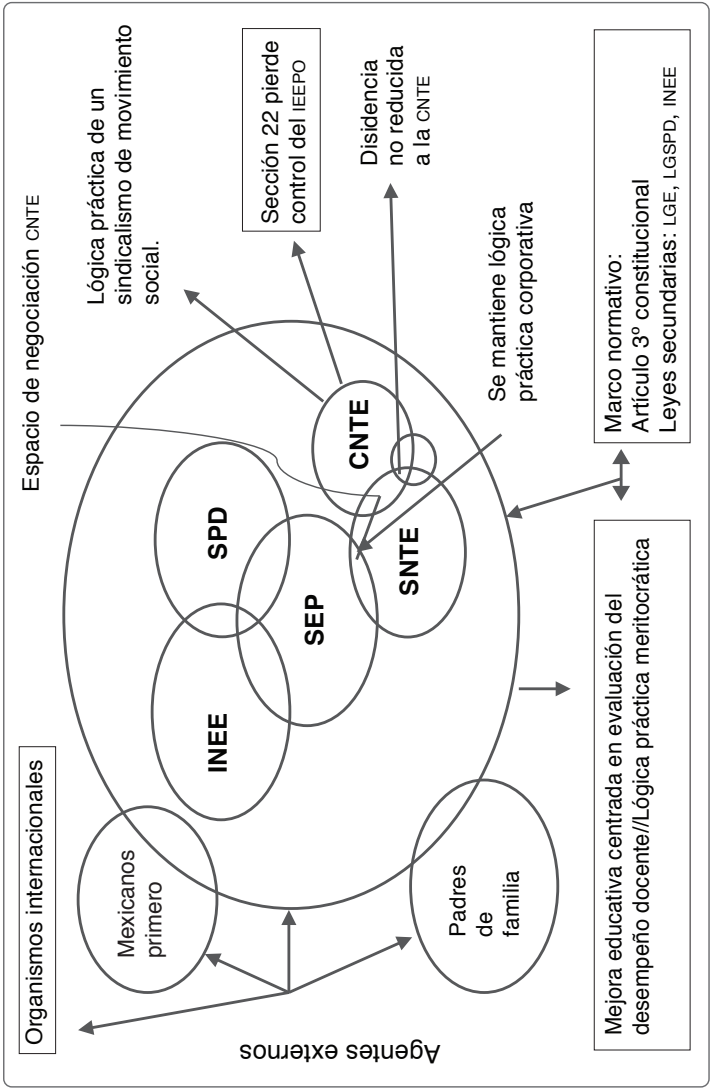 Organismos internacionales
Espacio de negociación CNTE
Agentes externos
Mexicanos
primero
Padres
de
familia
INEE
SPD
SEP
SNTE
CNTE
Lógica práctica de un
sindicalismo de movimiento
social.
Sección 22 pierde
control del IEEPO
Disidencia
no reducida
a la CNTE
Se mantiene lógica
práctica corporativa
Mejora educativa centrada en evaluación del
desempeño docente//Lógica práctica meritocrática
Marco normativo:
Artículo 3º constitucional
Leyes secundarias: LGE, LGSPD, INEE